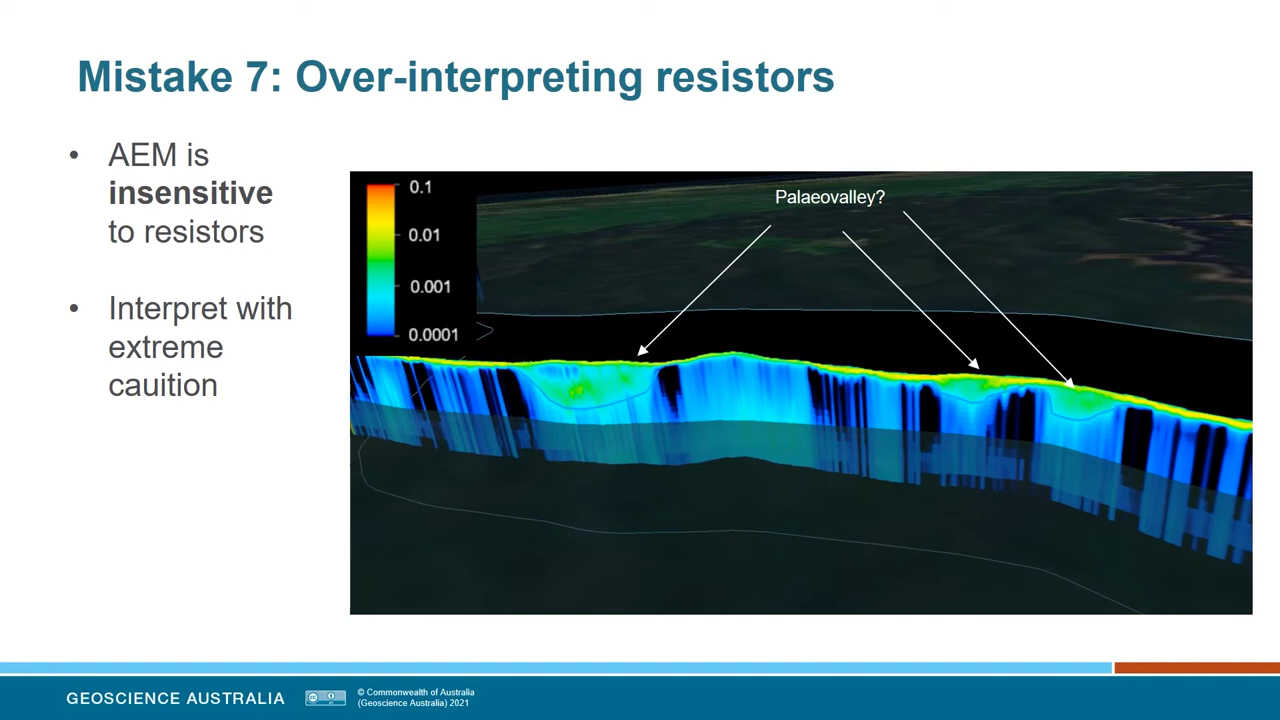 Mistake 7: Over-interpreting resistors
• AEM is
insensitive
to resistors
• Interpret with
extreme
cauition
0.1
0.01
0.001
0.0001
Palaeovalley?
GEOSCIENCE AUSTRALIA
© Commonwealth of Australia
(Geoscience Australia) 2021